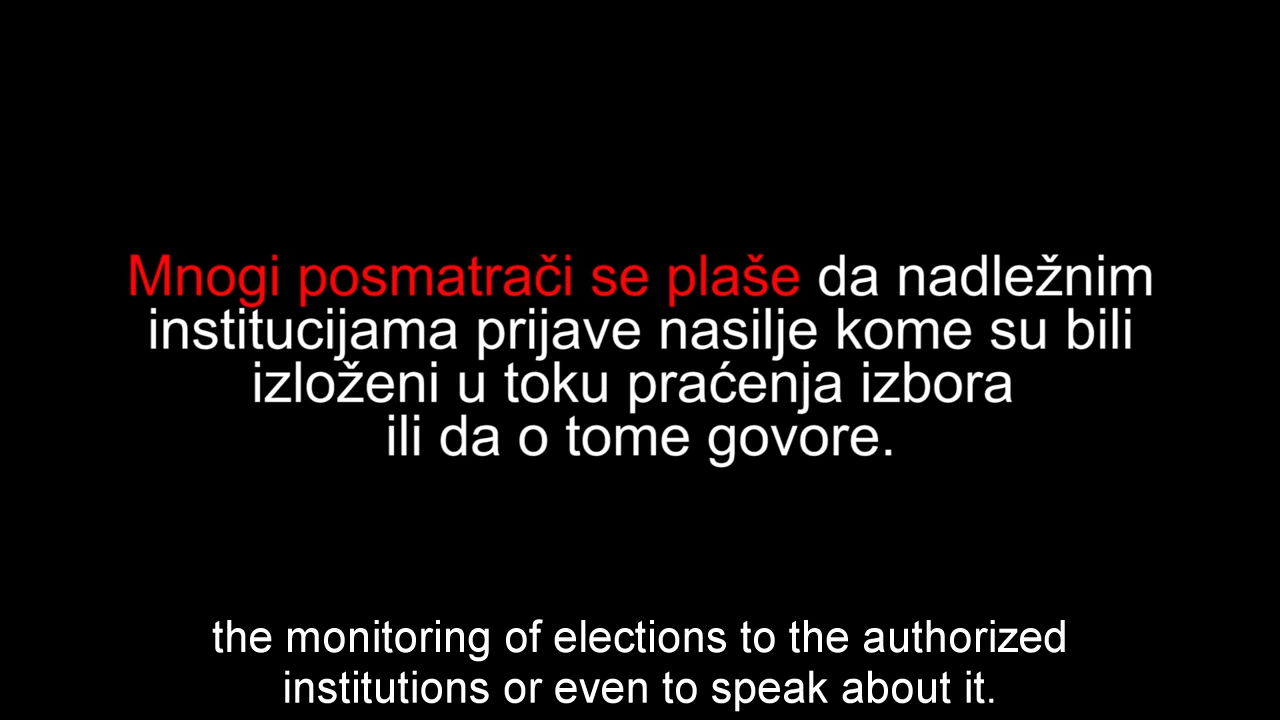 Mnogi posmatrači se plaše da nadležnim
institucijama prijave nasilje kome su bili
izloženi u toku praćenja izbora
ili da o tome govore.
the monitoring of elections to the authorized
institutions or even to speak about it.